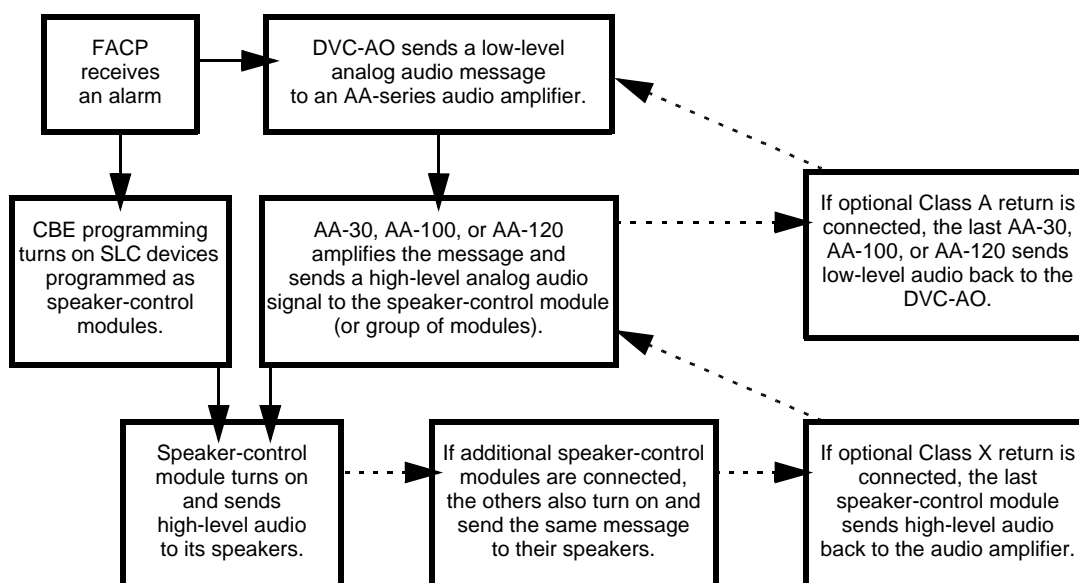 FACP
receives
an alarm
DVC-AO sends a low-level
analog audio message
to an AA-series audio amplifier.
CBE programming
turns on SLC devices
programmed as
speaker-control
modules.
AA-30, AA-100, or AA-120
amplifies the message and
sends a high-level analog audio
signal to the speaker-control module
(or group of modules).
If optional Class A return is
connected, the last AA-30,
AA-100, or AA-120 sends
low-level audio back to the
DVC-AO.
Speaker-control
module turns on
and sends
high-level audio
to its speakers.
If additional speaker-control
modules are connected,
the others also turn on and
send the same message
to their speakers.
If optional Class X return is
connected, the last
speaker-control module
sends high-level audio
back to the audio amplifier.